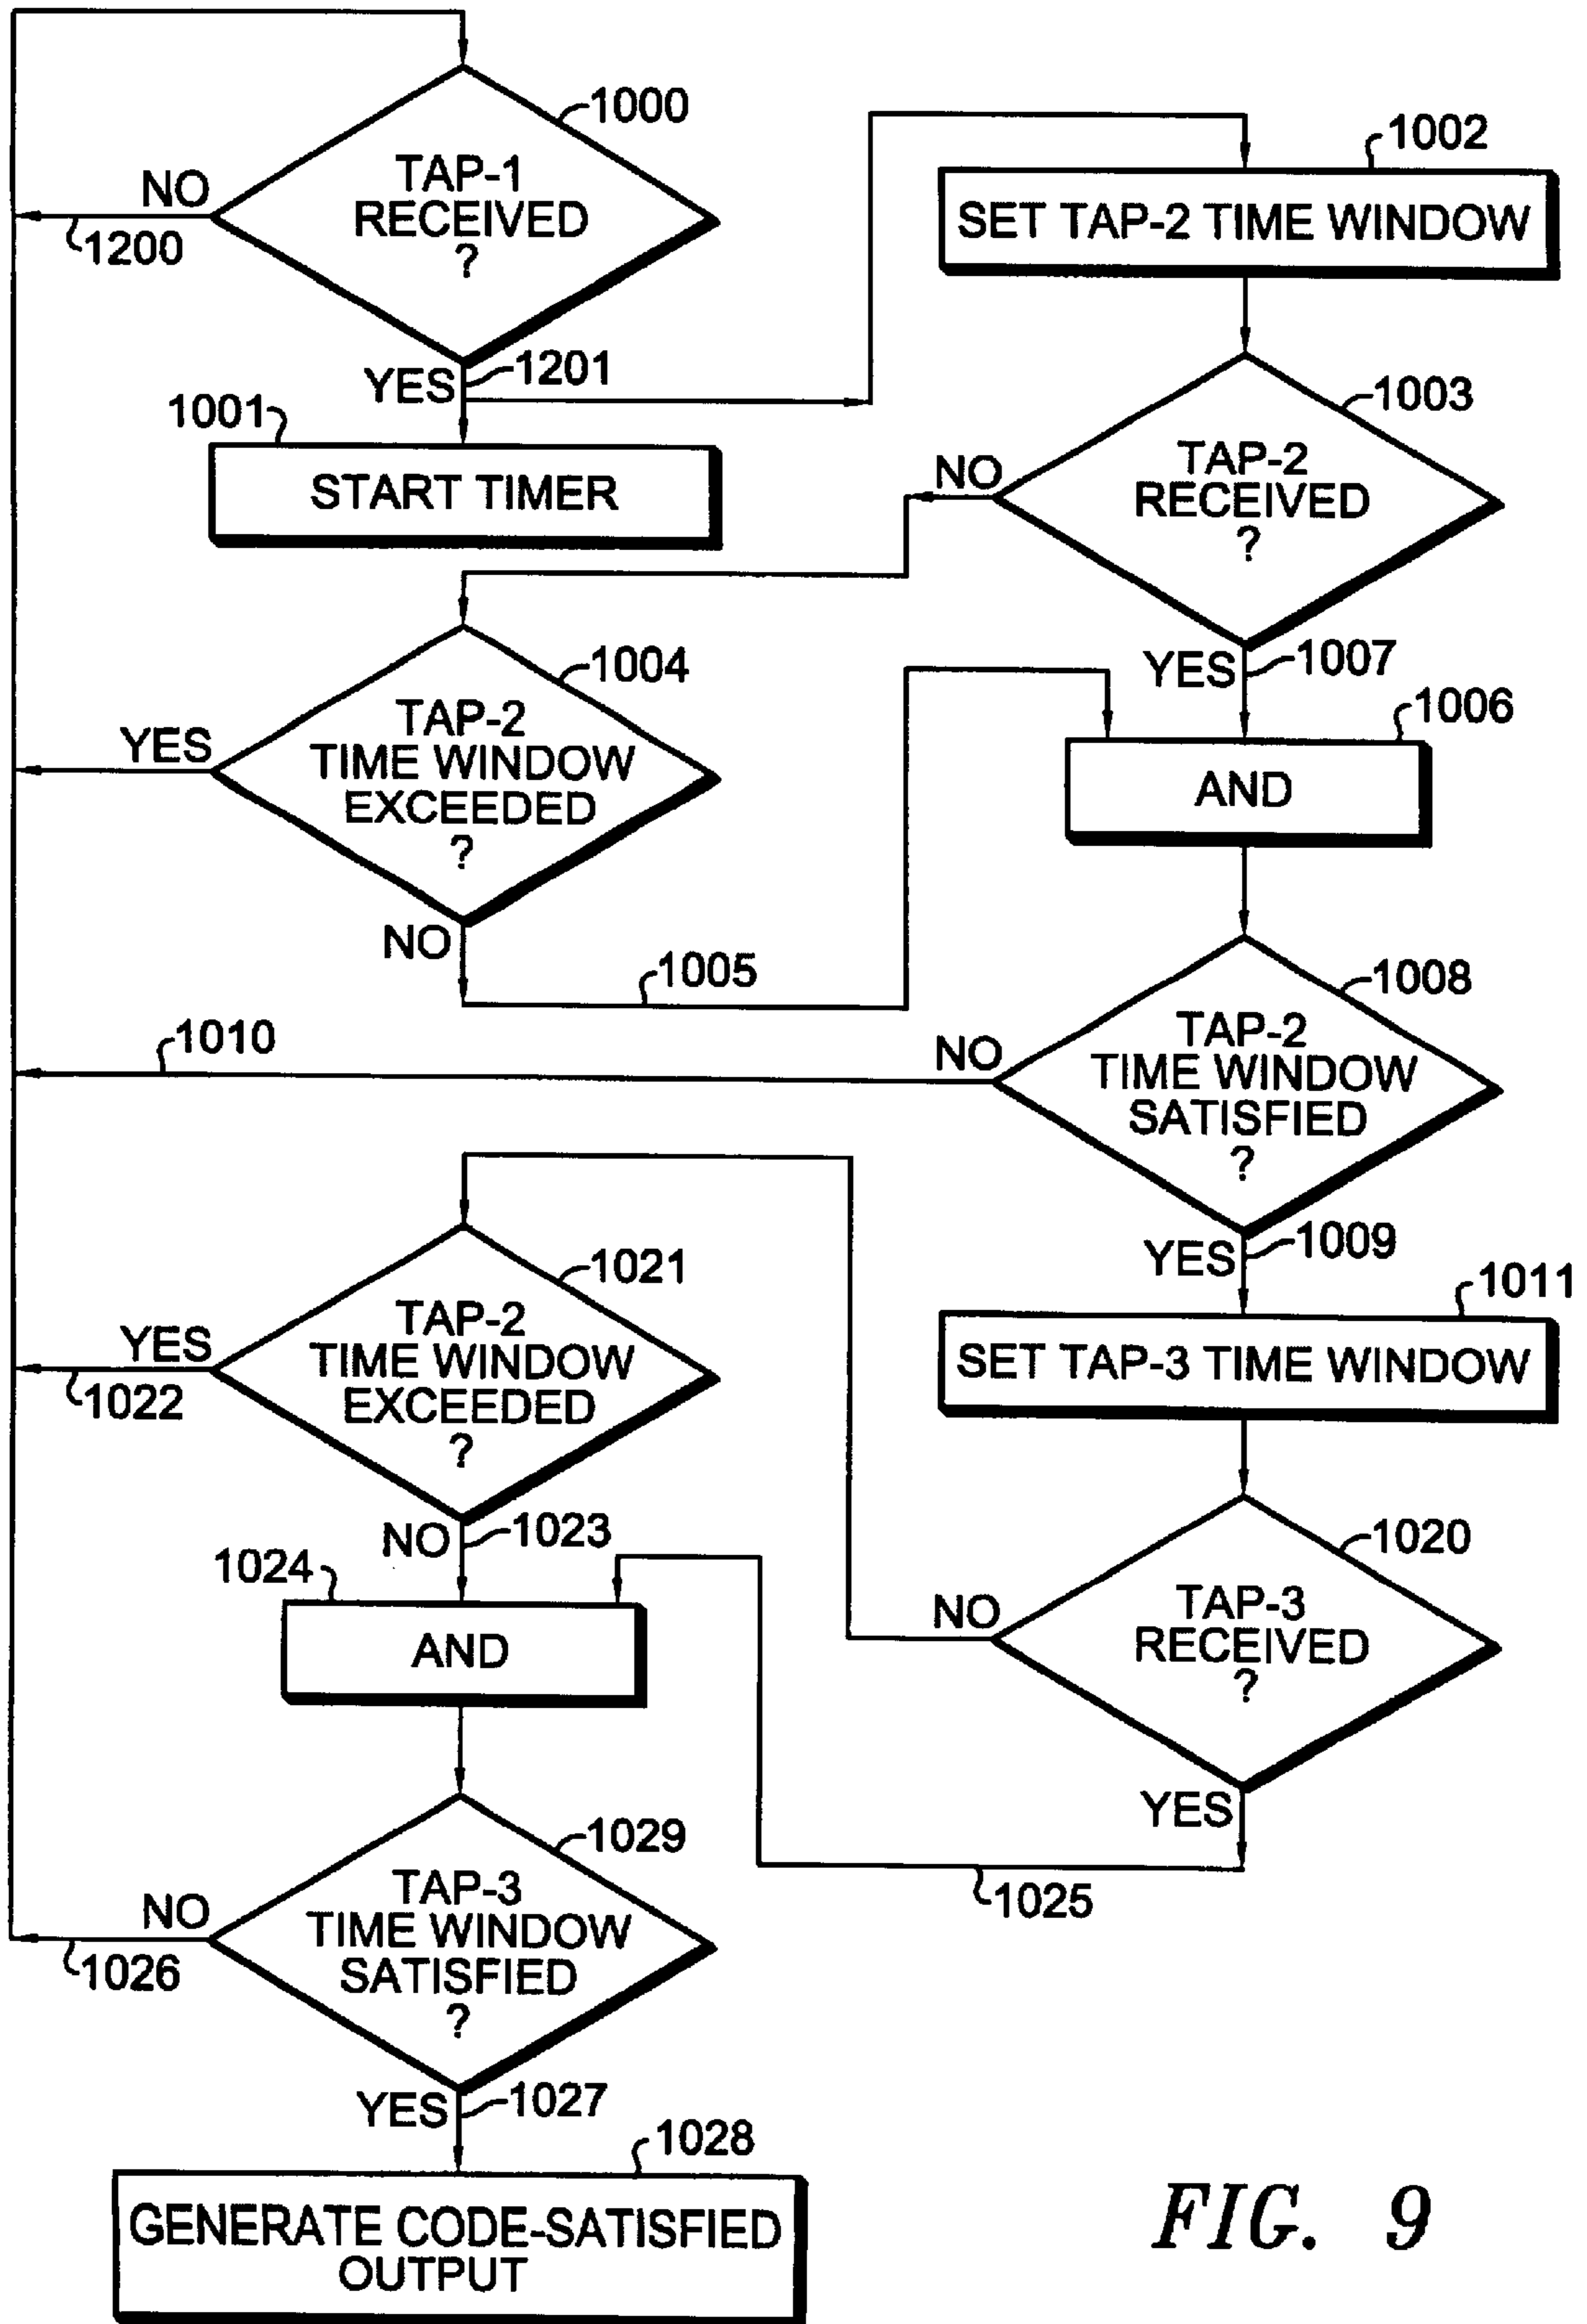 1000
TAP-1
RECEIVED
?
NO
1200
YES
1201
1001
START TIMER
1002
SET TAP-2 TIME WINDOW
1003
TAP-2
RECEIVED
?
NO
YES
1007
1004
TAP-2
TIME WINDOW
EXCEEDED
?
YES
NO
1005
1006
AND
1008
TAP-2
TIME WINDOW
SATISFIED
?
NO
1010
YES
1009
1011
SET TAP-3 TIME WINDOW
1020
TAP-3
RECEIVED
?
NO
YES
1025
1021
TAP-2
TIME WINDOW
EXCEEDED
?
YES
1022
NO
1023
1024
AND
1029
TAP-3
TIME WINDOW
SATISFIED
?
NO
1026
YES
1027
1028
GENERATE CODE-SATISFIED
OUTPUT
FIG. 9